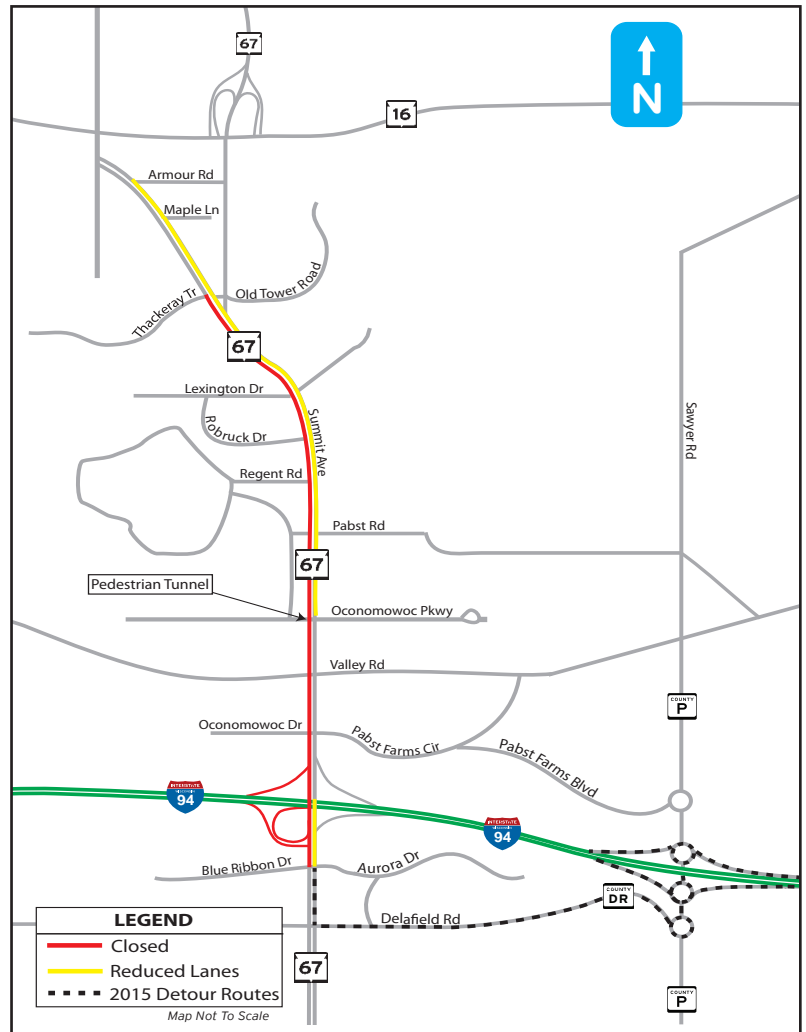 67
N
16
Armour Rd
Maple Ln
Old Tower Road
Thackeray Tr
67
Lexington Dr
Summit Ave
Robruck Dr
Sawyer Rd
Regent Rd
Pabst Rd
67
Pedestrian Tunnel
Oconomowoc Pkwy
Valley Rd
COUNTY
P
Oconomowoc Dr
Pabst Farms Cir
Pabst Farms Blvd
INTERSTATE
WISCONSIN
94
INTERSTATE
WISCONSIN
94
Blue Ribbon Dr
Aurora Dr
COUNTY
DR
Delafield Rd
LEGEND
Closed
Reduced Lanes
2015 Detour Routes
Map Not To Scale
67
COUNTY
P